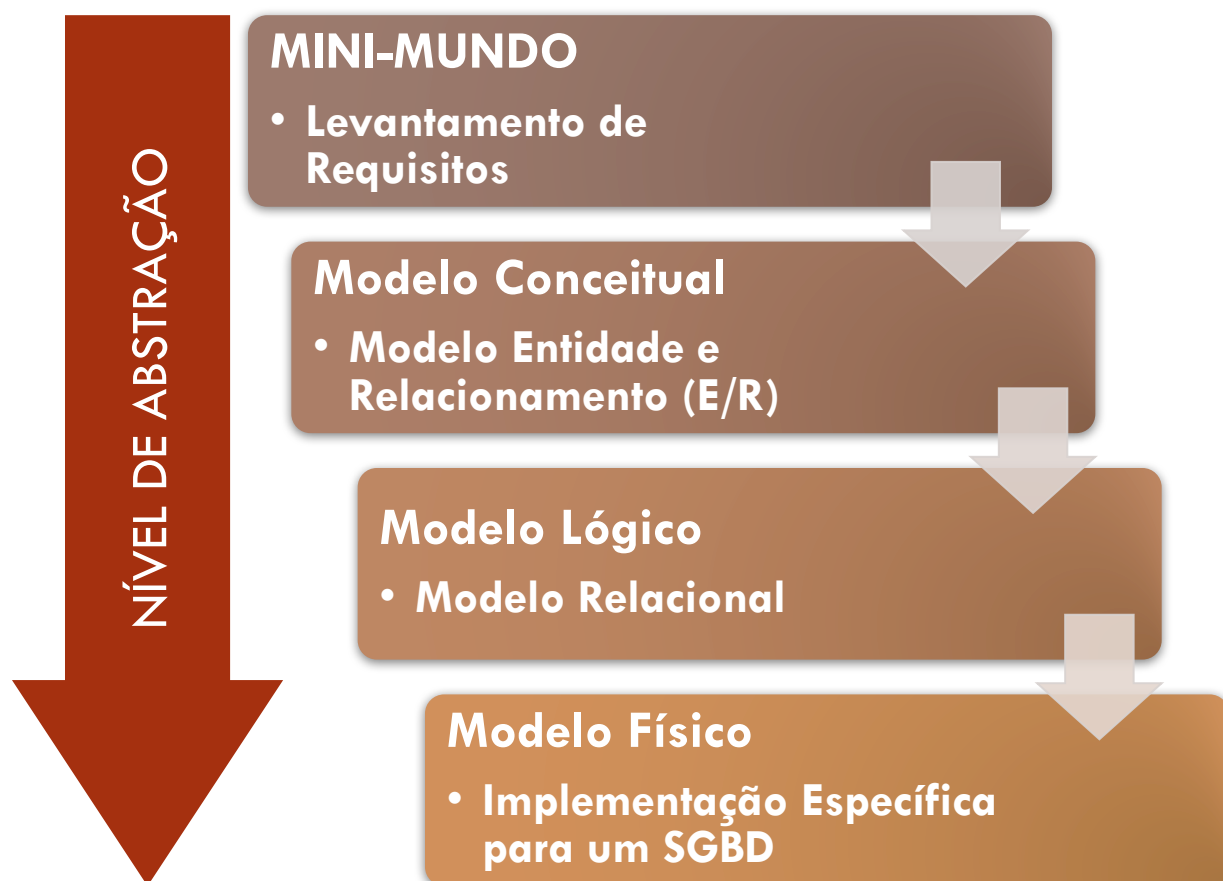 NÍVEL DE ABSTRAÇÃO
MINI-MUNDO
• Levantamento de
Requisitos
Modelo Conceitual
• Modelo Entidade e
Relacionamento (E/R)
Modelo Lógico
• Modelo Relacional
Modelo Físico
• Implementação Específica
para um SGBD